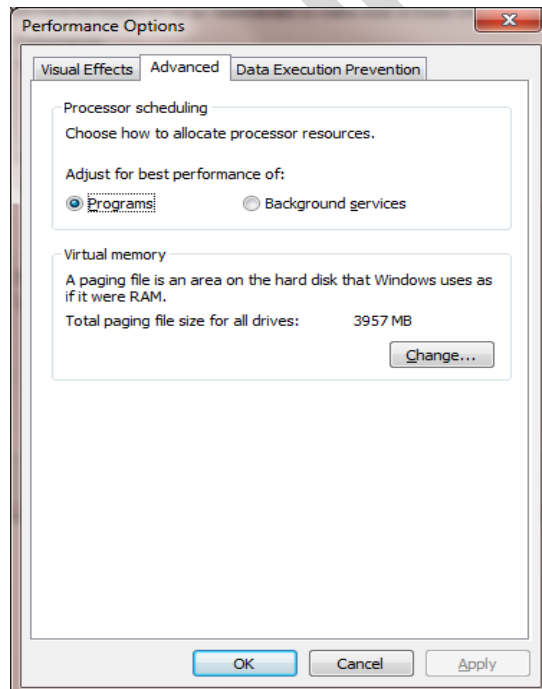 Performance Options
X
Visual Effects Advanced Data Execution Prevention
Processor scheduling
Choose how to allocate processor resources.
Adjust for best performance of:
Programs Background services
Virtual memory
A paging file is an area on the hard disk that Windows uses as
if it were RAM.
Total paging file size for all drives: 3957 MB
Change...
OK Cancel Apply